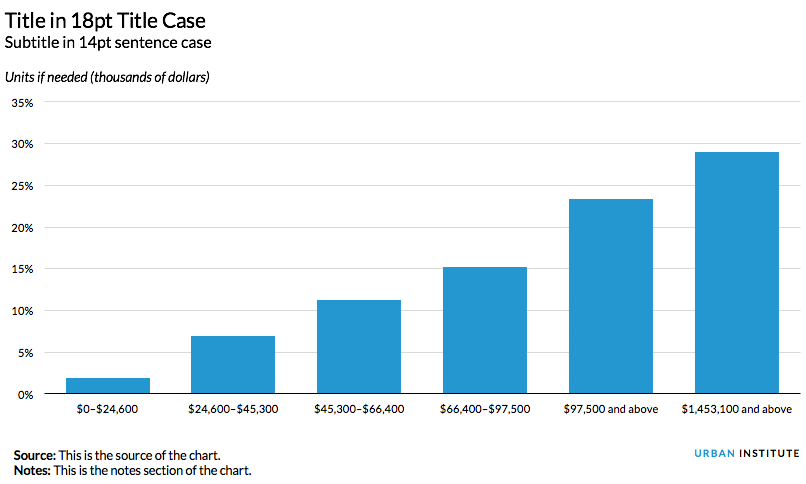 Title in 18pt Title Case
Subtitle in 14pt sentence case
Units if needed (thousands of dollars)
35%
30%
25%
20%
15%
10%
5%
0%
$0–$24,600 $24,600–$45,300 $45,300–$66,400 $66,400–$97,500 $97,500 and above $1,453,100 and above
Source: This is the source of the chart.
Notes: This is the notes section of the chart.
URBAN INSTITUTE